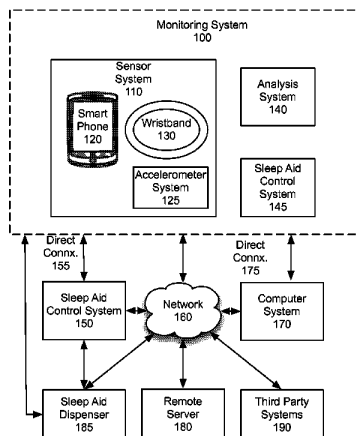 Monitoring System
100
Sensor
System
110
Smart
Phone
120
Wristband
130
Accelerometer
System
125
Analysis
System
140
Sleep Aid
Control
System
145
Direct
Connx.
155
Direct
Connx.
175
Sleep Aid
Control System
150
Network
160
Computer
System
170
Sleep Aid
Dispenser
185
Remote
Server
180
Third Party
Systems
190